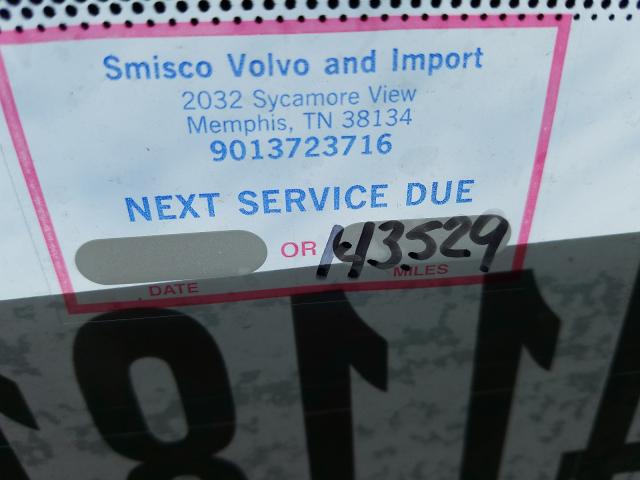 Smisco Volvo and Import
2032 Sycamore View
Memphis, TN 38134
9013723716
NEXT SERVICE DUE
OR 143529
DATE MILES